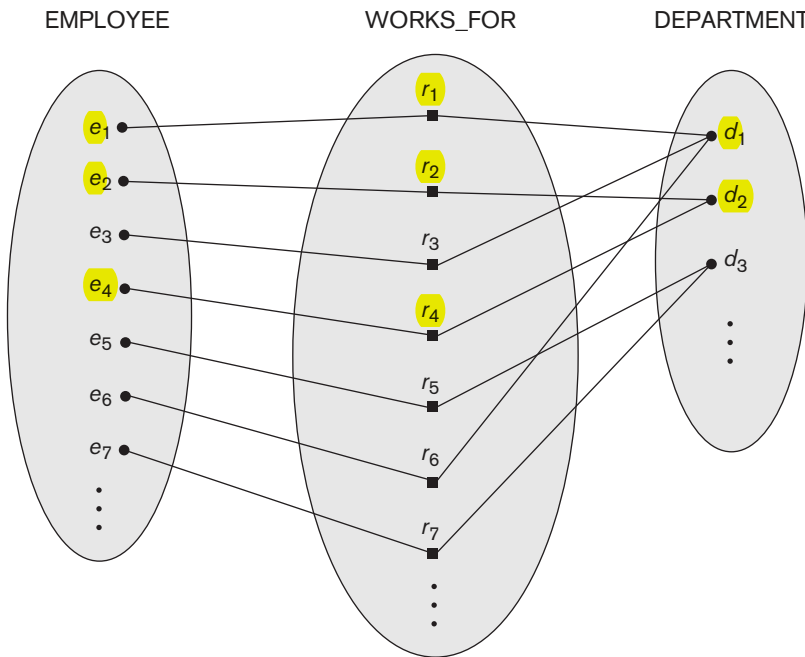 EMPLOYEE WORKS_FOR DEPARTMENT
e1
e2
e3
e4
e5
e6
e7
r1
r2
r3
r4
r5
r6
r7
d1
d2
d3